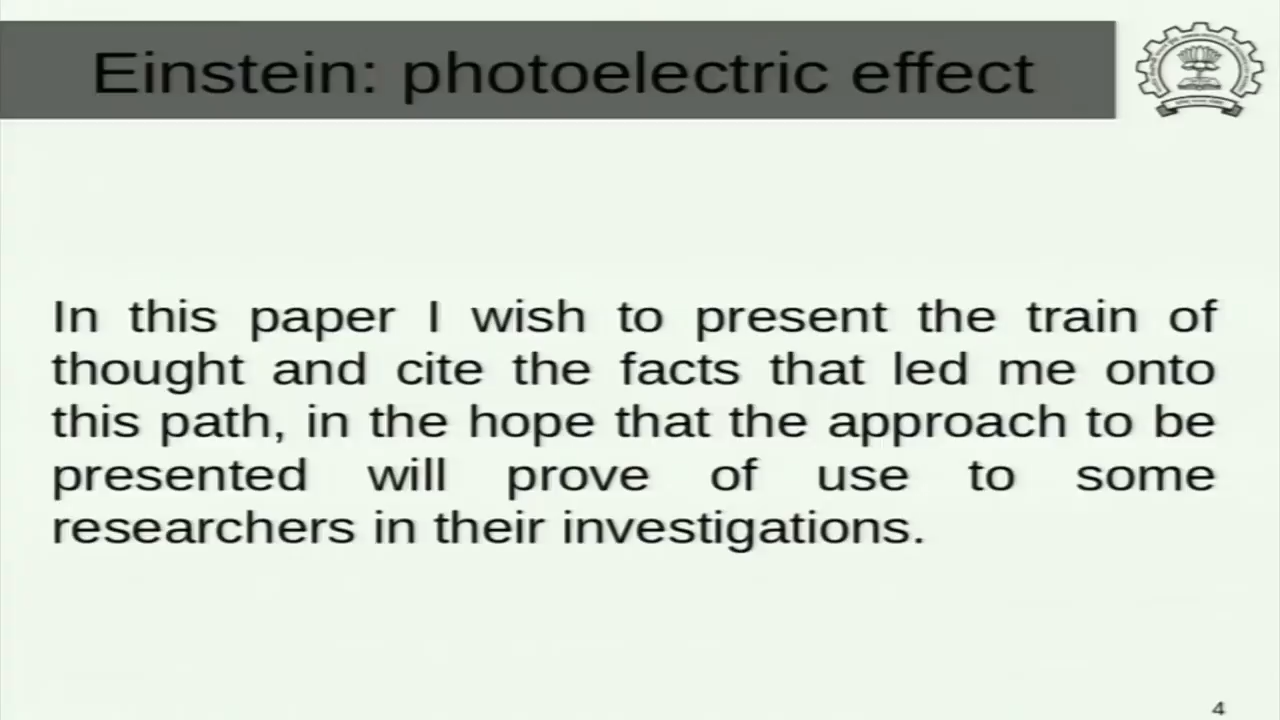 Einstein: photoelectric effect
In this paper I wish to present the train of
thought and cite the facts that led me onto
this path, in the hope that the approach to be
presented will prove of use to some
researchers in their investigations.
4